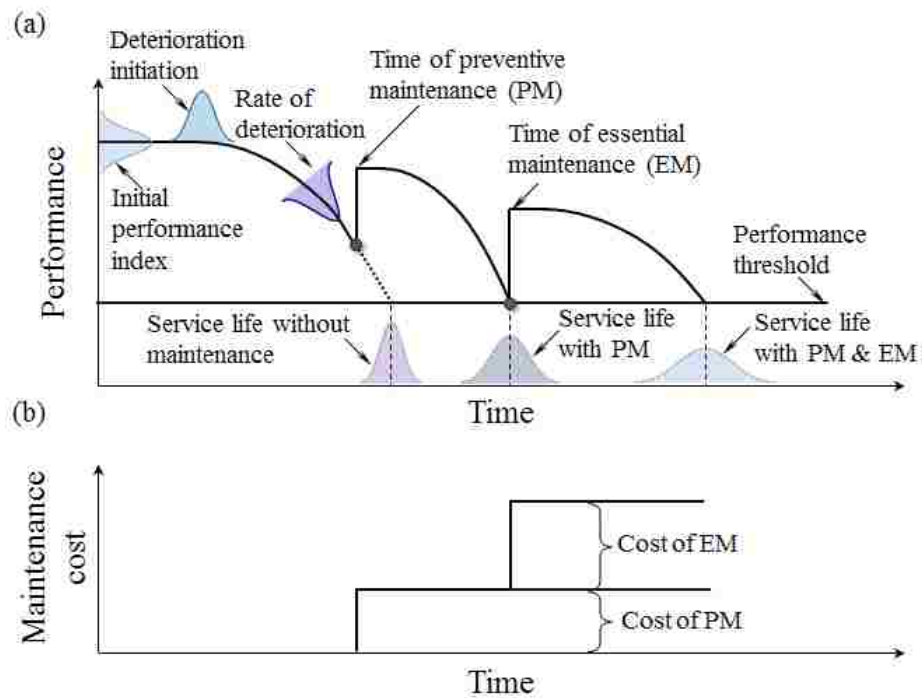 (a)
Deterioration
initiation
Time of preventive
maintenance (PM)
Rate of
deterioration
Time of essential
maintenance (EM)
Initial
performance
index
Performance
threshold
Performance
Service life without
maintenance
Service life
with PM
Service life
with PM & EM
Time
(b)
Maintenance
cost
Cost of EM
Cost of PM
Time